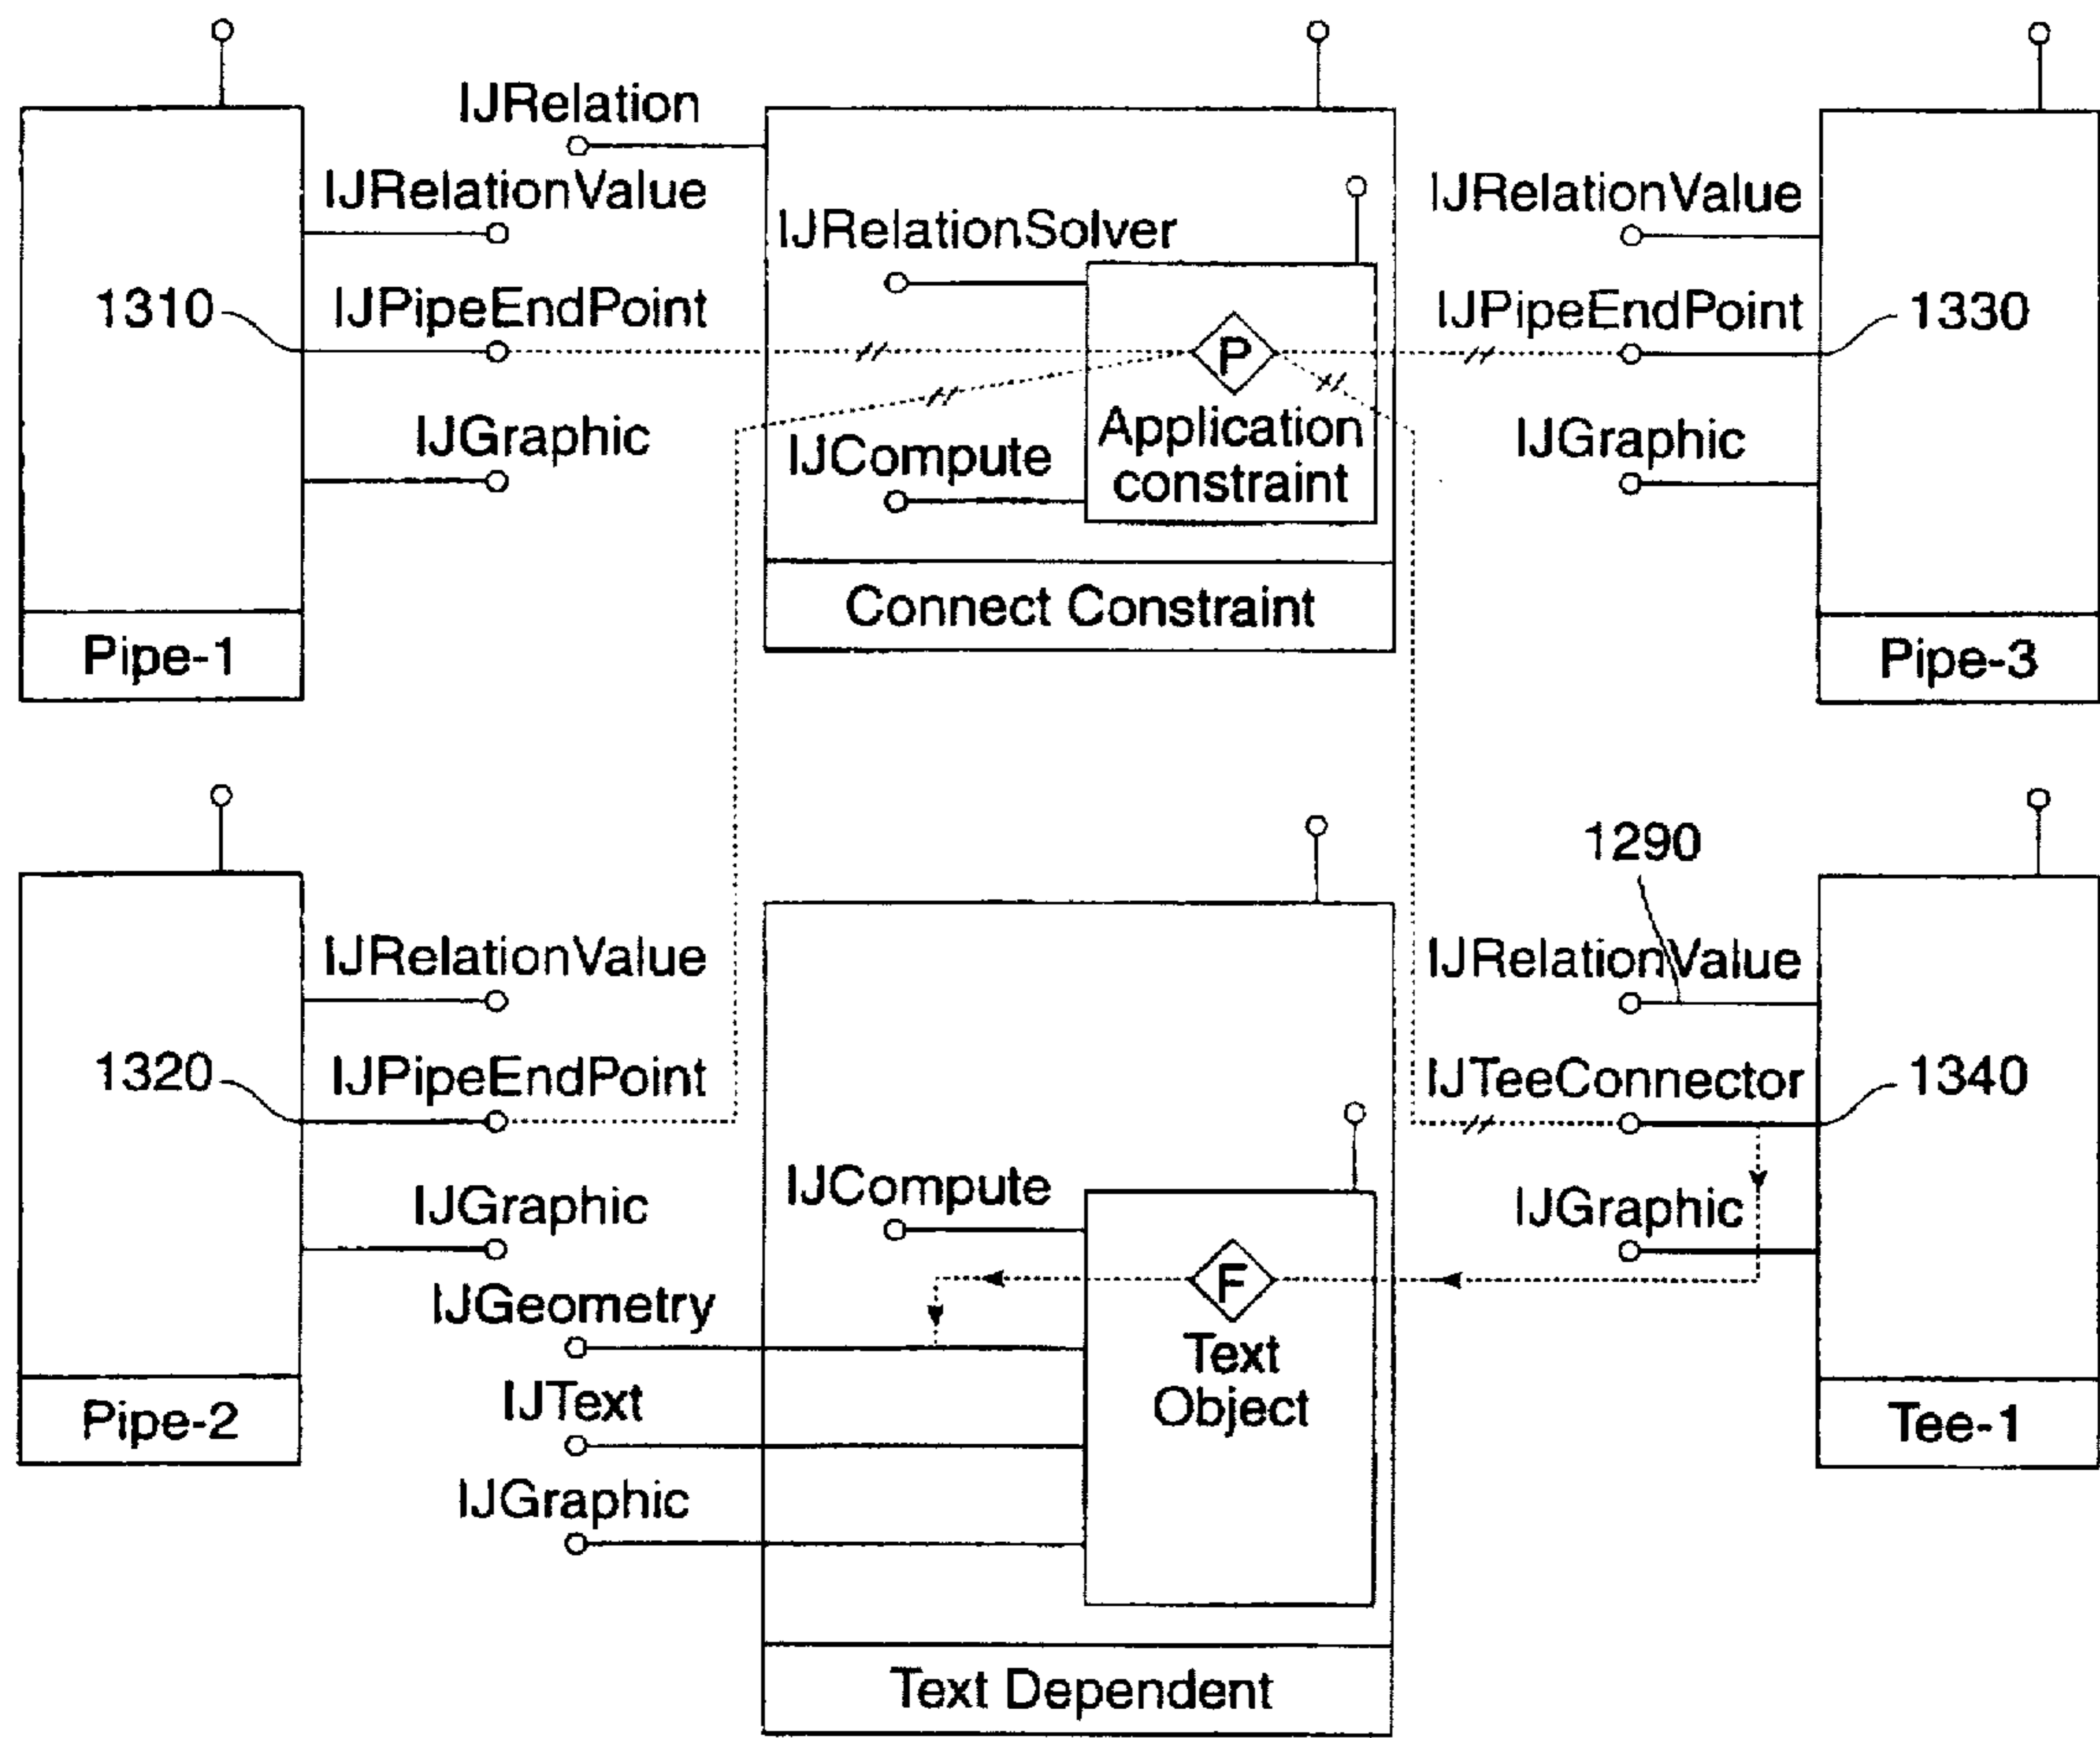 IJRelation
IJRelationValue
1310
IJPipeEndPoint
IJGraphic
Pipe-1
IJRelationSolver
P
Application
constraint
IJCompute
Connect Constraint
IJRelationValue
IJPipeEndPoint
1330
IJGraphic
Pipe-3
IJRelationValue
1320
IJPipeEndPoint
IJGraphic
Pipe-2
IJGeometry
IJText
IJGraphic
IJCompute
F
Text
Object
Text Dependent
1290
IJRelationValue
IJTeeConnector
1340
IJGraphic
Tee-1